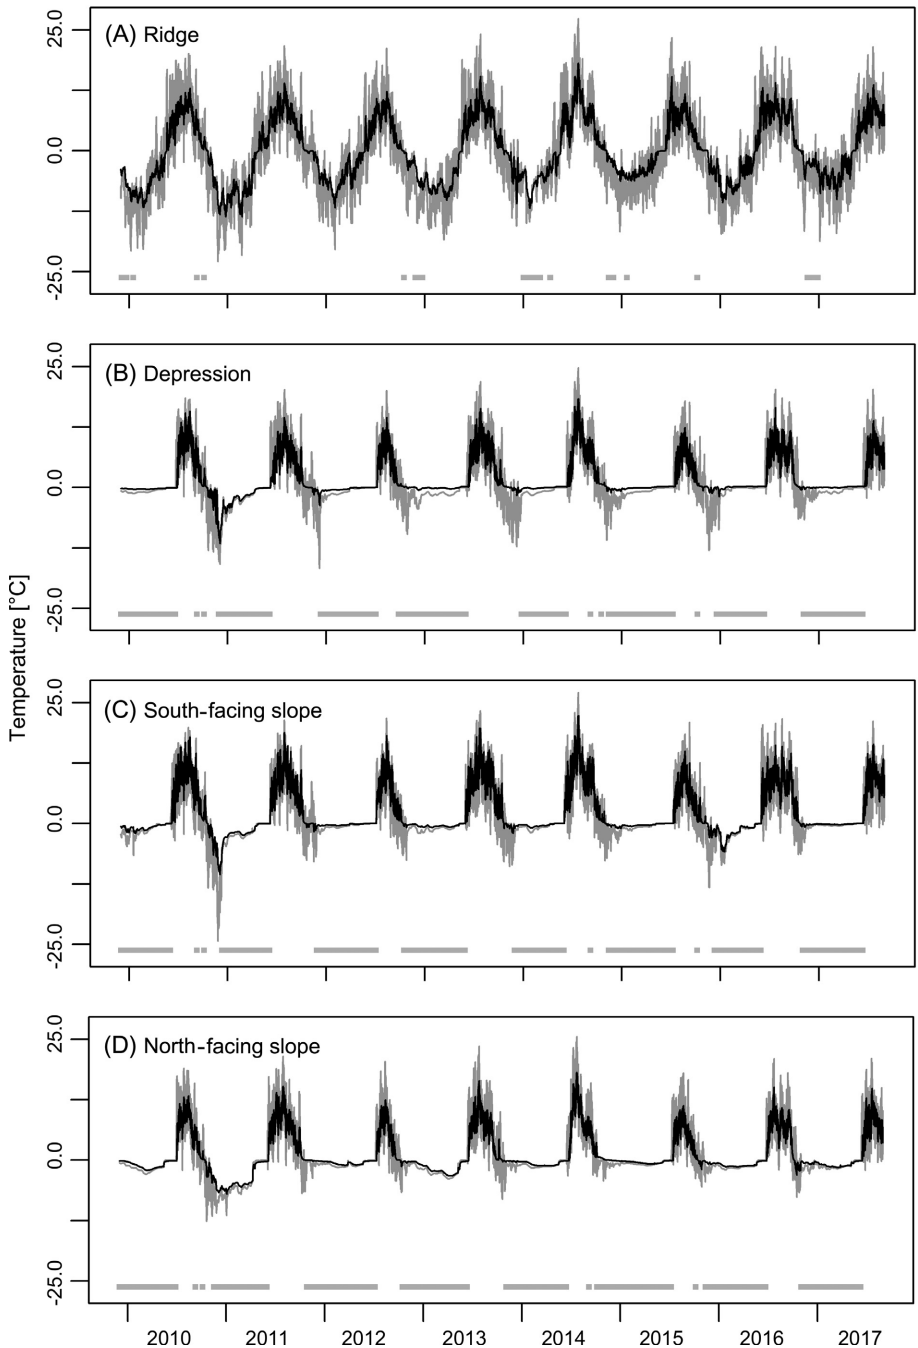 (A) Ridge
25.0
0.0
-25.0
(B) Depression
25.0
0.0
-25.0
Temperature [°C]
(C) South-facing slope
25.0
0.0
-25.0
(D) North-facing slope
25.0
0.0
-25.0
2010 2011 2012 2013 2014 2015 2016 2017